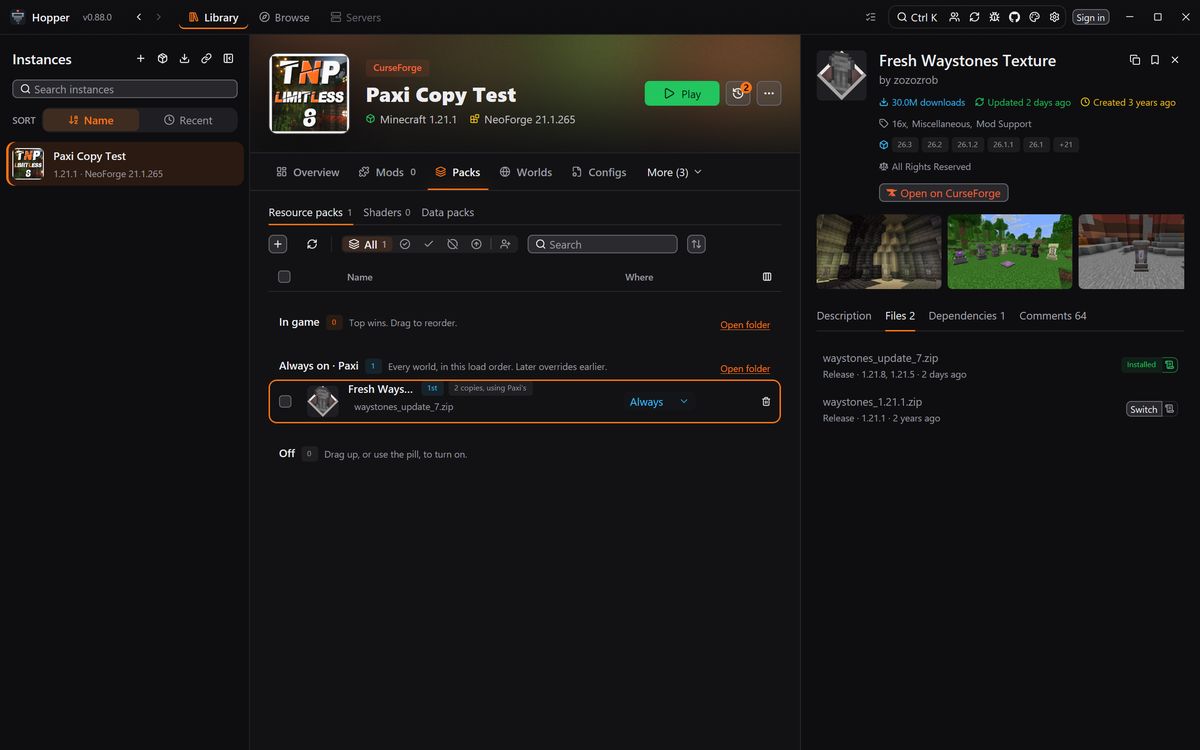 Hopper v0.88.0 Library Browse Servers Ctrl K Sign in
Instances
Search instances
SORT Name Recent
TNP LIMITLESS 8
Paxi Copy Test
1.21.1 · NeoForge 21.1.265
TNP
LIMITLESS
8
CurseForge
Paxi Copy Test
Minecraft 1.21.1 NeoForge 21.1.265
Play 2
Overview Mods 0 Packs Worlds Configs More (3)
Resource packs 1 Shaders 0 Data packs
All 1 Search
Name Where
In game 0 Top wins. Drag to reorder. Open folder
Always on · Paxi 1 Every world, in this load order. Later overrides earlier. Open folder
Fresh Ways... 1st 2 copies, using Paxi's
waystones_update_7.zip
Always
Off 0 Drag up, or use the pill, to turn on.
Fresh Waystones Texture
by zozozrob
30.0M downloads Updated 2 days ago Created 3 years ago
16x, Miscellaneous, Mod Support
26.3 26.2 26.1.2 26.1.1 26.1 +21
All Rights Reserved
Open on CurseForge
Description Files 2 Dependencies 1 Comments 64
waystones_update_7.zip
Release · 1.21.8, 1.21.5 · 2 days ago
Installed
waystones_1.21.1.zip
Release · 1.21.1 · 2 years ago
Switch